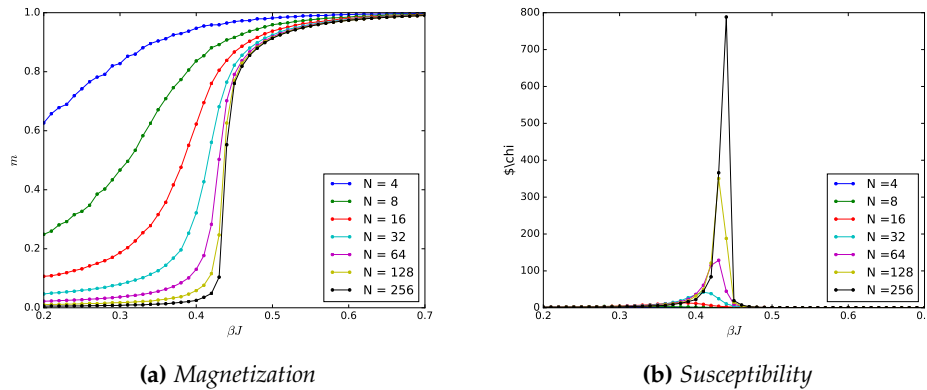 1.0
0.8
0.6
0.4
0.2
0.0
m
N = 4
N = 8
N = 16
N = 32
N = 64
N = 128
N = 256
0.2 0.3 0.4 0.5 0.6 0.7
βJ
(a) Magnetization
800
700
600
500
400
300
200
100
0
$\chi
N =4
N =8
N =16
N =32
N =64
N =128
N =256
0.2 0.3 0.4 0.5 0.6 0.
βJ
(b) Susceptibility